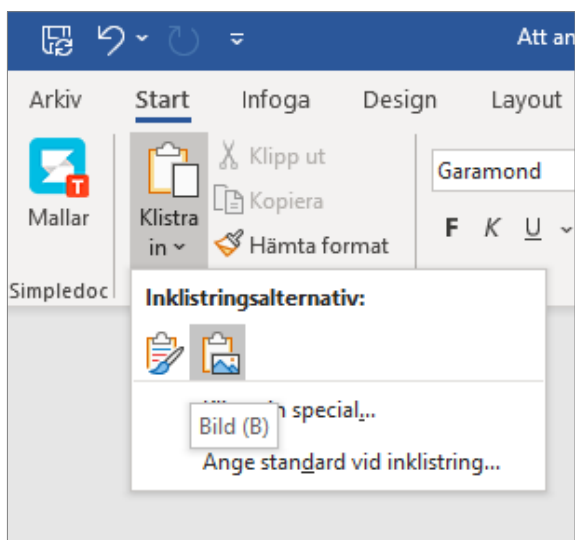 Att an
Arkiv Start Infoga Design Layout
Mallar
Simpledoc
Klistra
in
Klipp ut
Kopiera
Hämta format
Garamond
F K U
Inklistringsalternativ:
special...
Bild (B)
Ange standard vid inklistring...